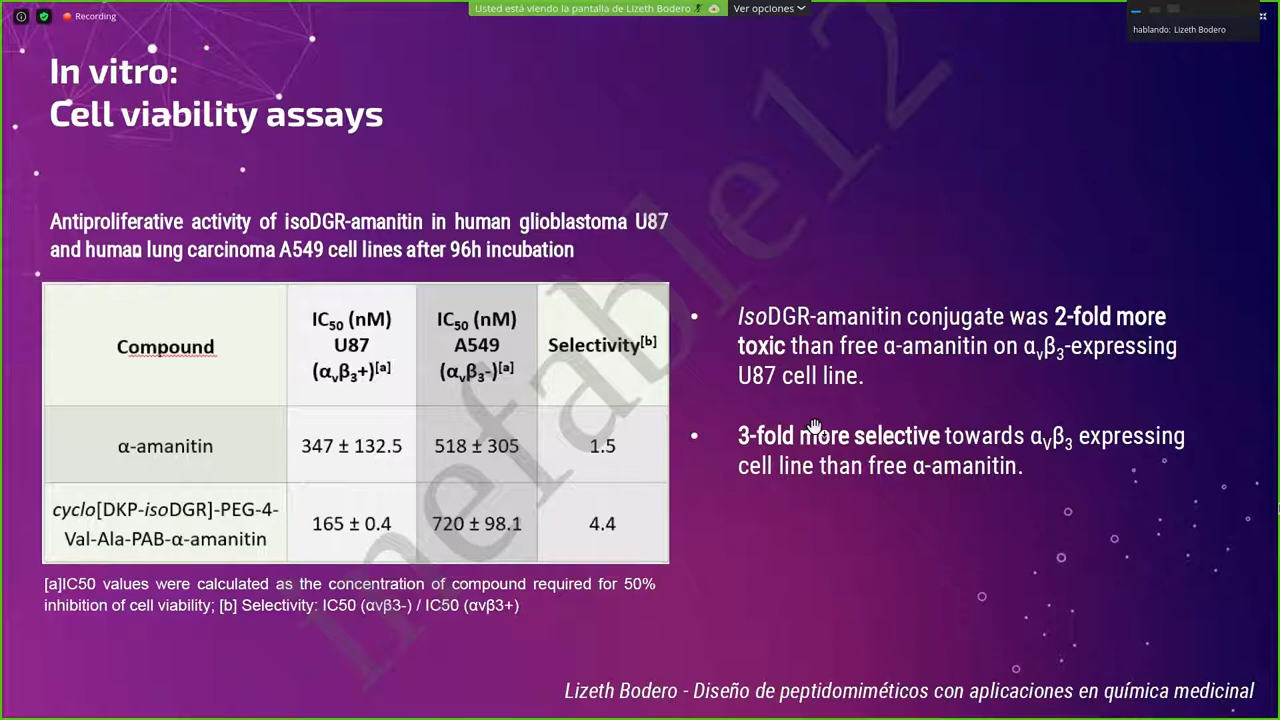 Recording
Usted está viendo la pantalla de Lizeth Bodero
Ver opciones
hablando: Lizeth Bodero
In vitro:
Cell viability assays
Antiproliferative activity of isoDGR-amanitin in human glioblastoma U87
and human lung carcinoma A549 cell lines after 96h incubation
Compound
IC50 (nM)
U87
(αvβ3+)[a]
IC50 (nM)
A549
(αvβ3-)[a]
Selectivity[b]
α-amanitin
347 ± 132.5
518 ± 305
1.5
cyclo[DKP-isoDGR]-PEG-4-
Val-Ala-PAB-α-amanitin
165 ± 0.4
720 ± 98.1
4.4
[a]IC50 values were calculated as the concentration of compound required for 50%
inhibition of cell viability; [b] Selectivity: IC50 (αvβ3-) / IC50 (αvβ3+)
• IsoDGR-amanitin conjugate was 2-fold more
toxic than free α-amanitin on αvβ3-expressing
U87 cell line.
• 3-fold more selective towards αvβ3 expressing
cell line than free α-amanitin.
Lizeth Bodero - Diseño de peptidomiméticos con aplicaciones en química medicinal
inefable12